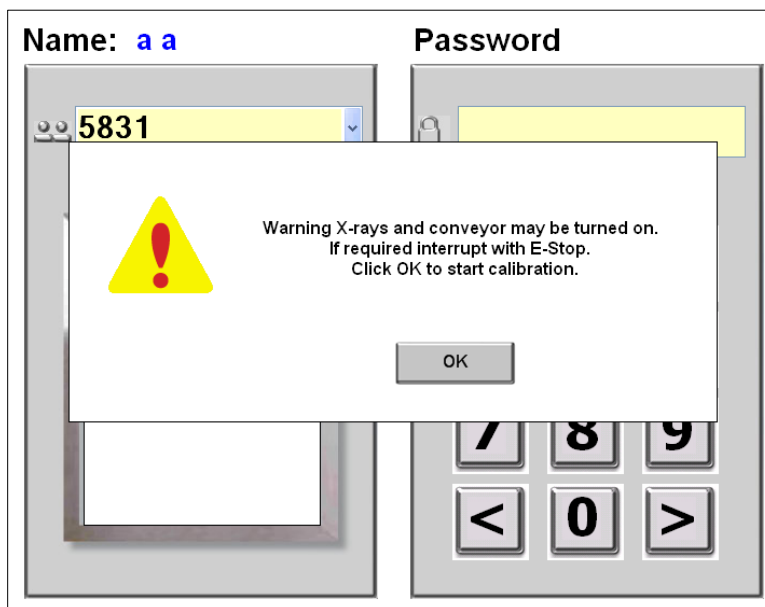 Name: a a
Password
5831
Warning X-rays and conveyor may be turned on.
If required interrupt with E-Stop.
Click OK to start calibration.
OK
7 8 9
< 0 >